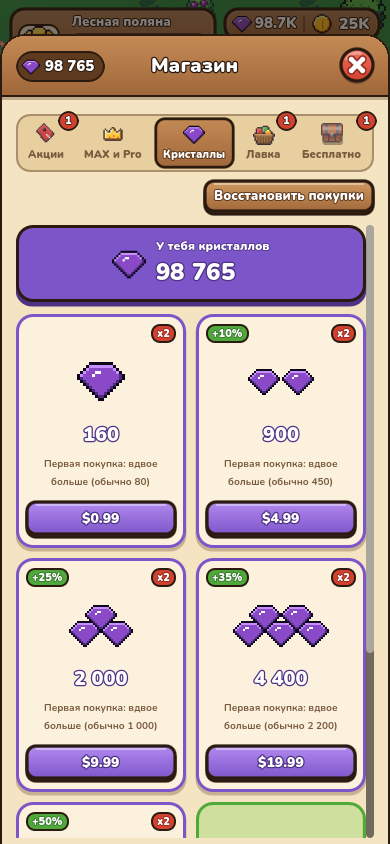 Лесная поляна
98.7K
25K
98 765
Магазин
1
1
1
Акции
MAX и Pro
Кристаллы
Лавка
Бесплатно
Восстановить покупки
У тебя кристаллов
98 765
x2
160
Первая покупка: вдвое
больше (обычно 80)
$0.99
+10%
x2
900
Первая покупка: вдвое
больше (обычно 450)
$4.99
+25%
x2
2 000
Первая покупка: вдвое
больше (обычно 1 000)
$9.99
+35%
x2
4 400
Первая покупка: вдвое
больше (обычно 2 200)
$19.99
+50%
x2